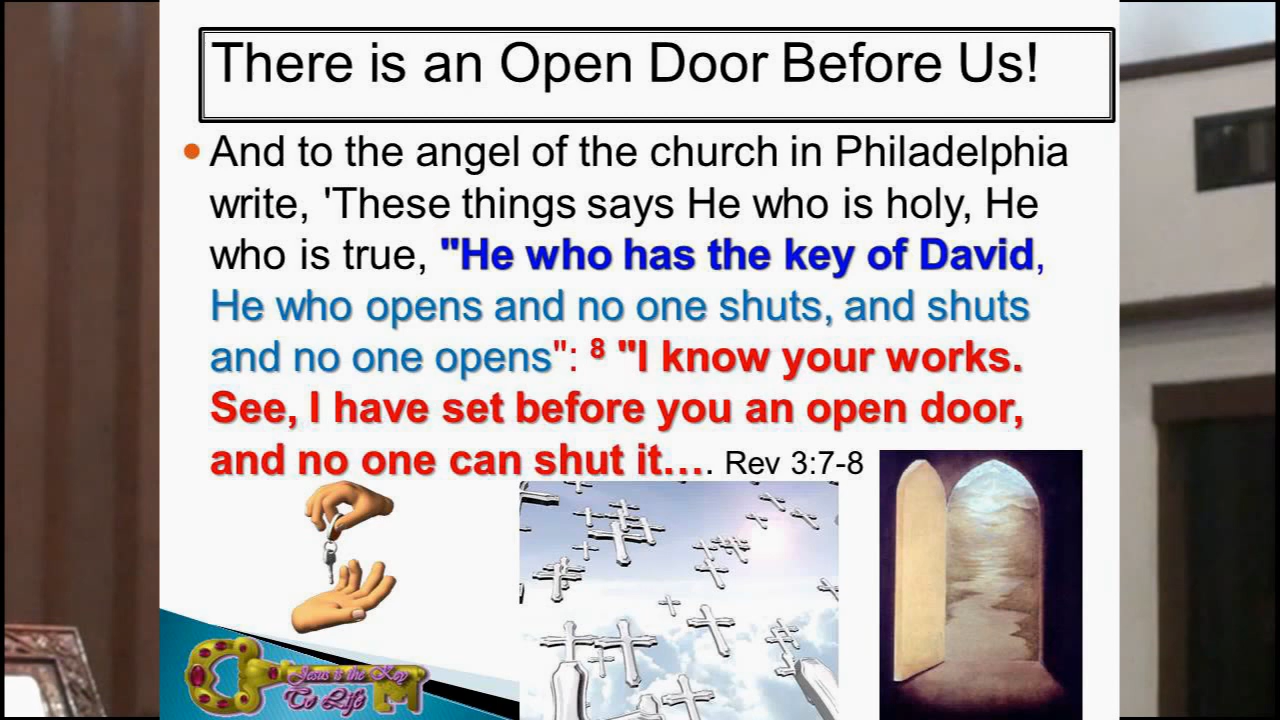 There is an Open Door Before Us!
• And to the angel of the church in Philadelphia
write, 'These things says He who is holy, He
who is true, "He who has the key of David,
He who opens and no one shuts, and shuts
and no one opens": 8 "I know your works.
See, I have set before you an open door,
and no one can shut it…. Rev 3:7-8
Jesus is the Key
To Life